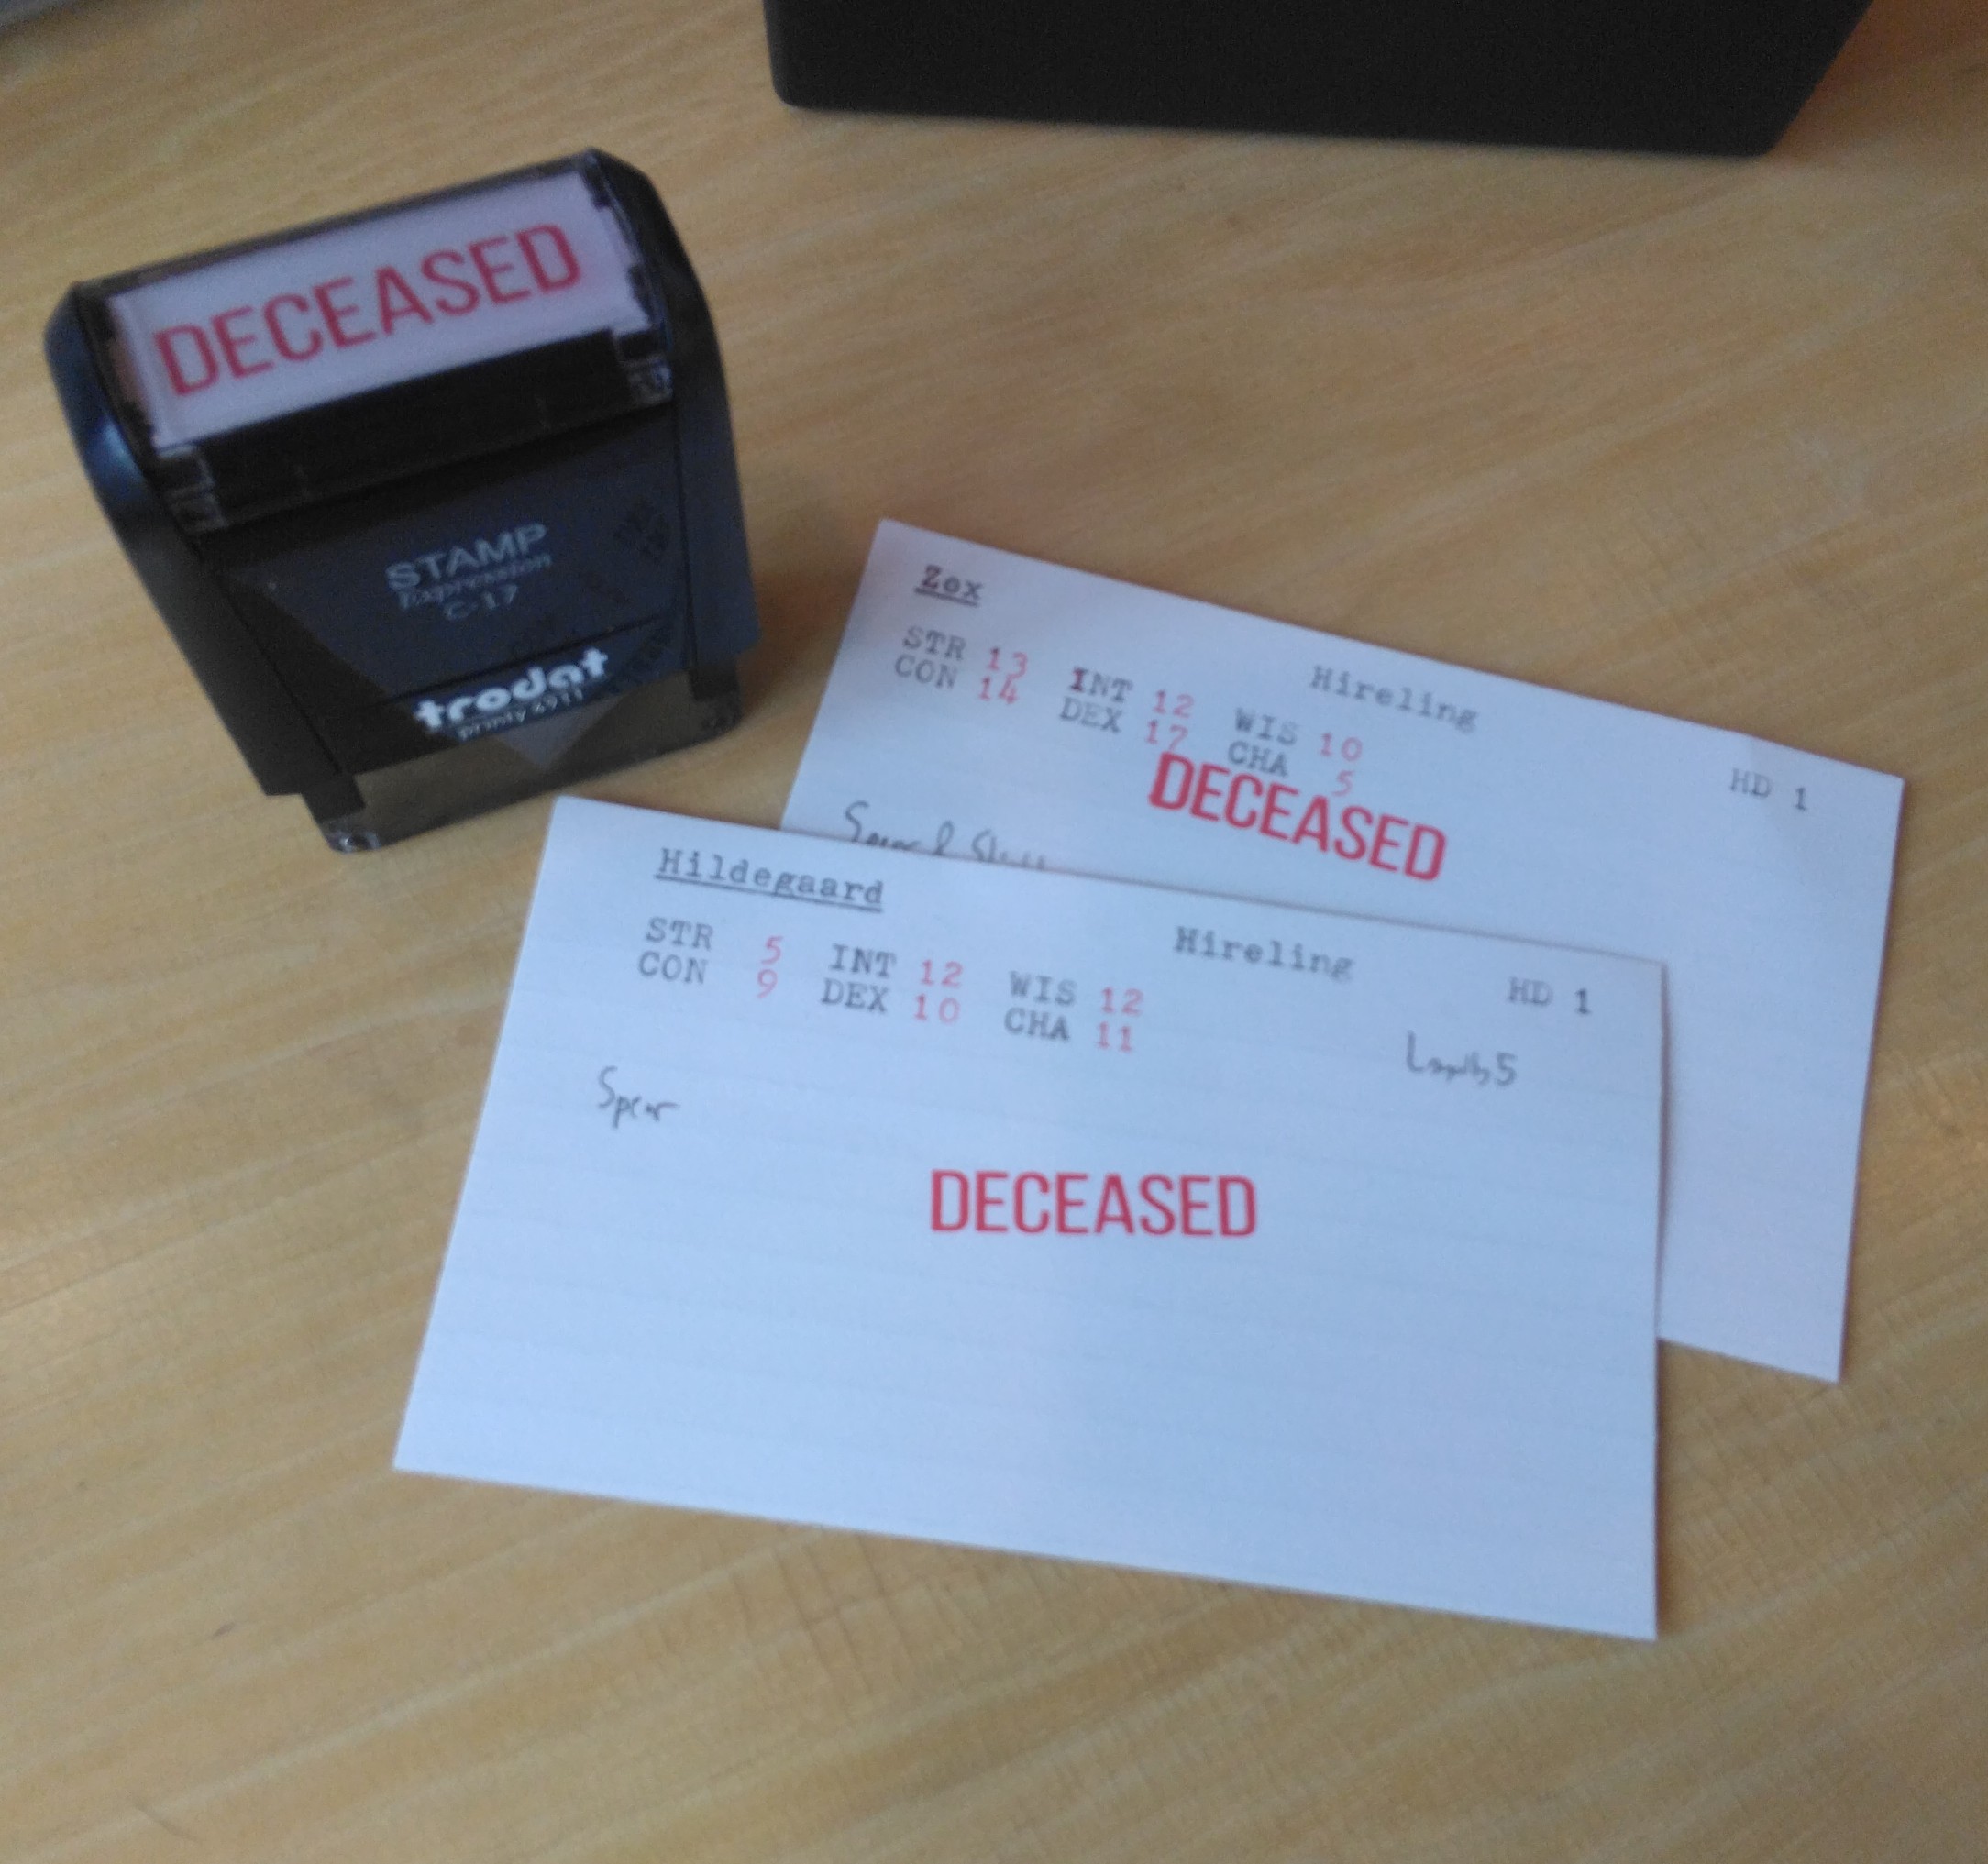 DECEASED
STAMP
Expression
C-17
trodat
printy 4911
Zox
Hireling
HD 1
STR 13 INT 12 WIS 10
CON 14 DEX 17 CHA 5
DECEASED
Spear &
Hildegaard
Hireling
HD 1
STR 5 INT 12 WIS 12
CON 9 DEX 10 CHA 11
Loyalty 5
Spear
DECEASED